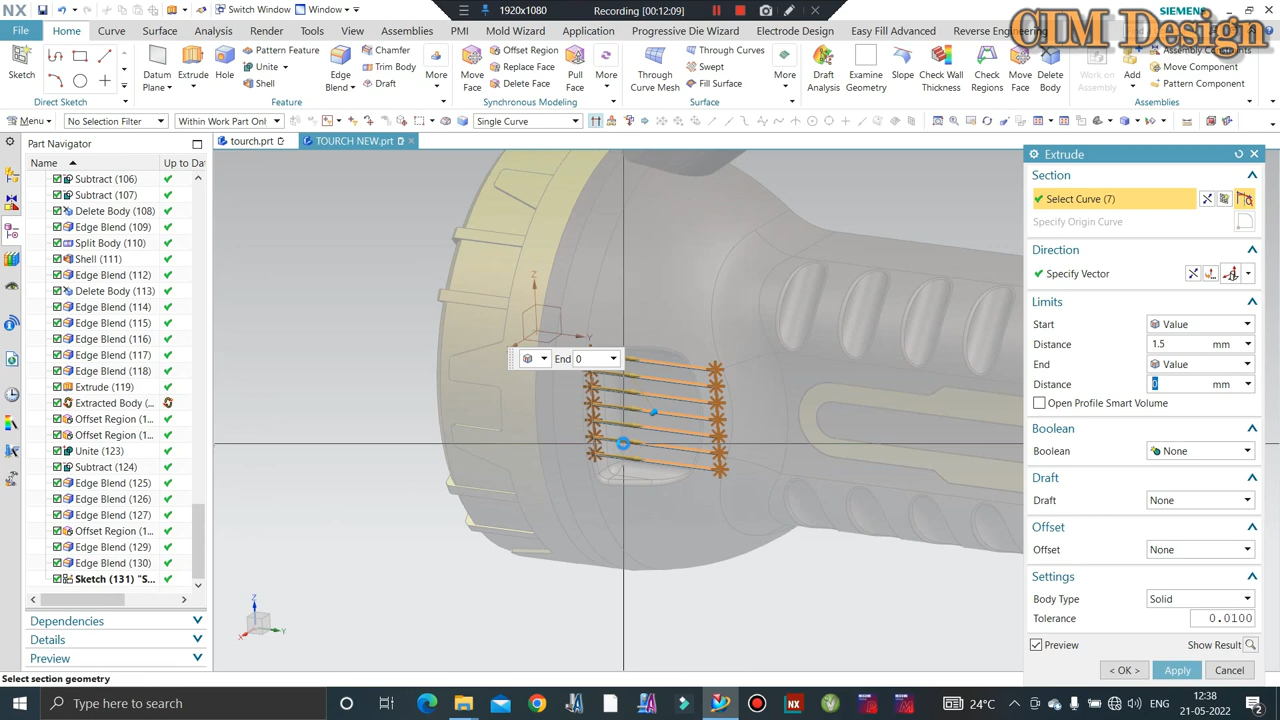 NX
Switch Window
Window
1920x1080
Recording [00:12:09]
SIEMENS
CIM Design
File
Home
Curve
Surface
Analysis
Render
Tools
View
Assemblies
PMI
Mold Wizard
Application
Progressive Die Wizard
Electrode Design
Easy Fill Advanced
Reverse Engineering
Sketch
Direct Sketch
Datum Plane
Extrude
Hole
Pattern Feature
Unite
Shell
Edge Blend
Chamfer
Trim Body
Draft
More
Feature
Move Face
Offset Region
Replace Face
Delete Face
Pull Face
More
Synchronous Modeling
Through Curve Mesh
Through Curves
Swept
Fill Surface
More
Surface
Draft Analysis
Examine Geometry
Slope
Check Wall Thickness
Check Regions
Move Face
Delete Body
Work on Assembly
Add
Assembly Constraints
Move Component
Pattern Component
Assemblies
Menu
No Selection Filter
Within Work Part Onl
Single Curve
Part Navigator
tourch.prt
TOURCH NEW.prt
Name
Up to Dat
Subtract (106)
Subtract (107)
Delete Body (108)
Edge Blend (109)
Split Body (110)
Shell (111)
Edge Blend (112)
Delete Body (113)
Edge Blend (114)
Edge Blend (115)
Edge Blend (116)
Edge Blend (117)
Edge Blend (118)
Extrude (119)
Extracted Body (...
Offset Region (1...
Offset Region (1...
Unite (123)
Subtract (124)
Edge Blend (125)
Edge Blend (126)
Edge Blend (127)
Offset Region (1...
Edge Blend (129)
Edge Blend (130)
Sketch (131) "S...
Dependencies
Details
Preview
Z
Y
End 0
Z
X
Y
Extrude
Section
Select Curve (7)
Specify Origin Curve
Direction
Specify Vector
Limits
Start Value
Distance 1.5 mm
End Value
Distance 0 mm
Open Profile Smart Volume
Boolean
Boolean None
Draft
Draft None
Offset
Offset None
Settings
Body Type Solid
Tolerance 0.0100
Preview
Show Result
< OK >
Apply
Cancel
Select section geometry
Type here to search
24°C
ENG
12:38
21-05-2022
2